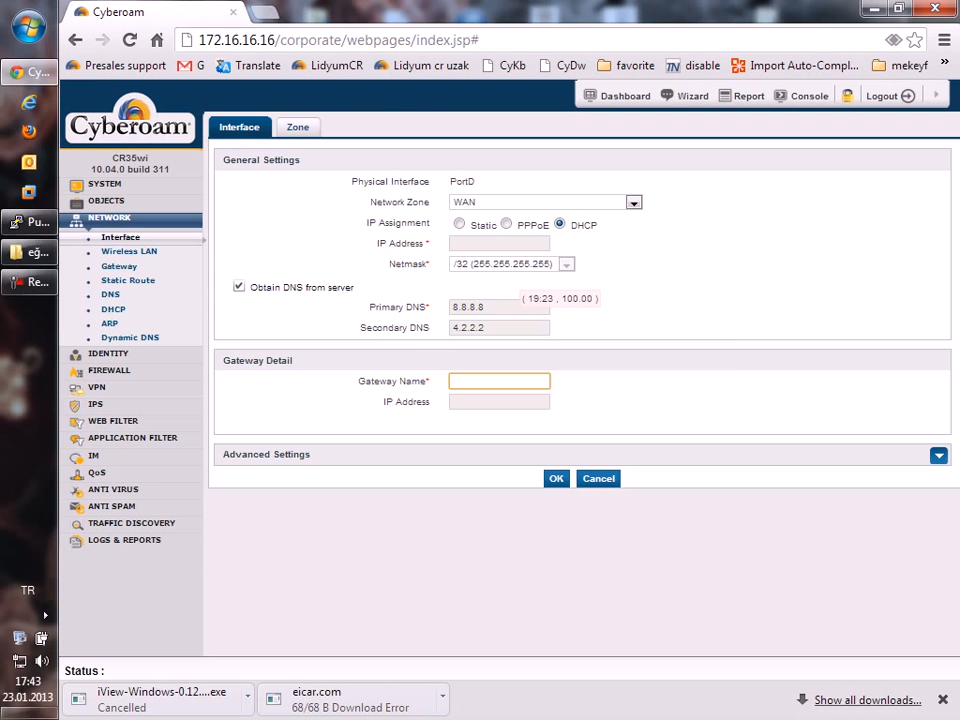 Cyberoam
172.16.16.16/corporate/webpages/index.jsp#
Presales support G Translate LidyumCR Lidyum cr uzak CyKb CyDw favorite TN disable Import Auto-Compl... mekeyf »
Cy...
Pu...
eğ...
Re...
TR
17:43
23.01.2013
Cyberoam
CR35wi
10.04.0 build 311
Dashboard Wizard Report Console Logout
SYSTEM
OBJECTS
NETWORK
Interface
Wireless LAN
Gateway
Static Route
DNS
DHCP
ARP
Dynamic DNS
IDENTITY
FIREWALL
VPN
IPS
WEB FILTER
APPLICATION FILTER
IM
QoS
ANTI VIRUS
ANTI SPAM
TRAFFIC DISCOVERY
LOGS & REPORTS
Interface Zone
General Settings
Physical Interface PortD
Network Zone WAN
IP Assignment Static PPPoE DHCP
IP Address *
Netmask* /32 (255.255.255.255)
Obtain DNS from server
( 19:23 , 100.00 )
Primary DNS* 8.8.8.8
Secondary DNS 4.2.2.2
Gateway Detail
Gateway Name*
IP Address
Advanced Settings
OK Cancel
Status :
iView-Windows-0.12....exe
Cancelled
eicar.com
68/68 B Download Error
Show all downloads...